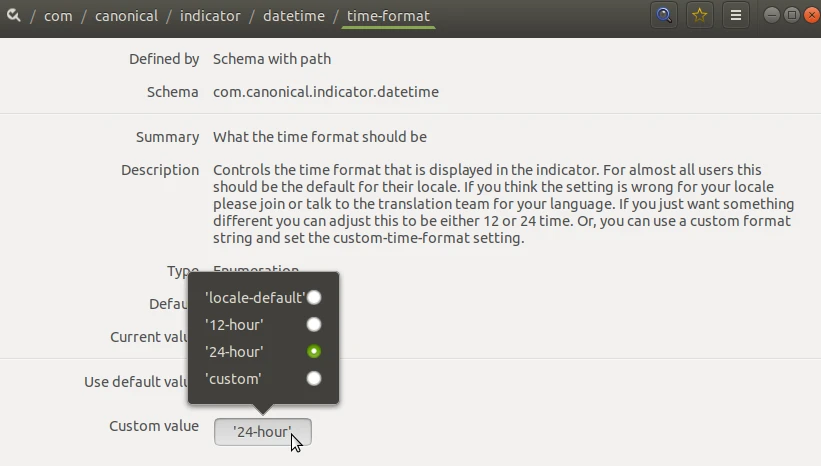 / com / canonical / indicator / datetime / time-format
Defined by Schema with path
Schema com.canonical.indicator.datetime
Summary What the time format should be
Description Controls the time format that is displayed in the indicator. For almost all users this
should be the default for their locale. If you think the setting is wrong for your locale
please join or talk to the translation team for your language. If you just want something
different you can adjust this to be either 12 or 24 time. Or, you can use a custom format
string and set the custom-time-format setting.
Type Enumeration
'locale-default'
'12-hour'
Current
'24-hour'
Use default
'custom'
Custom value '24-hour'